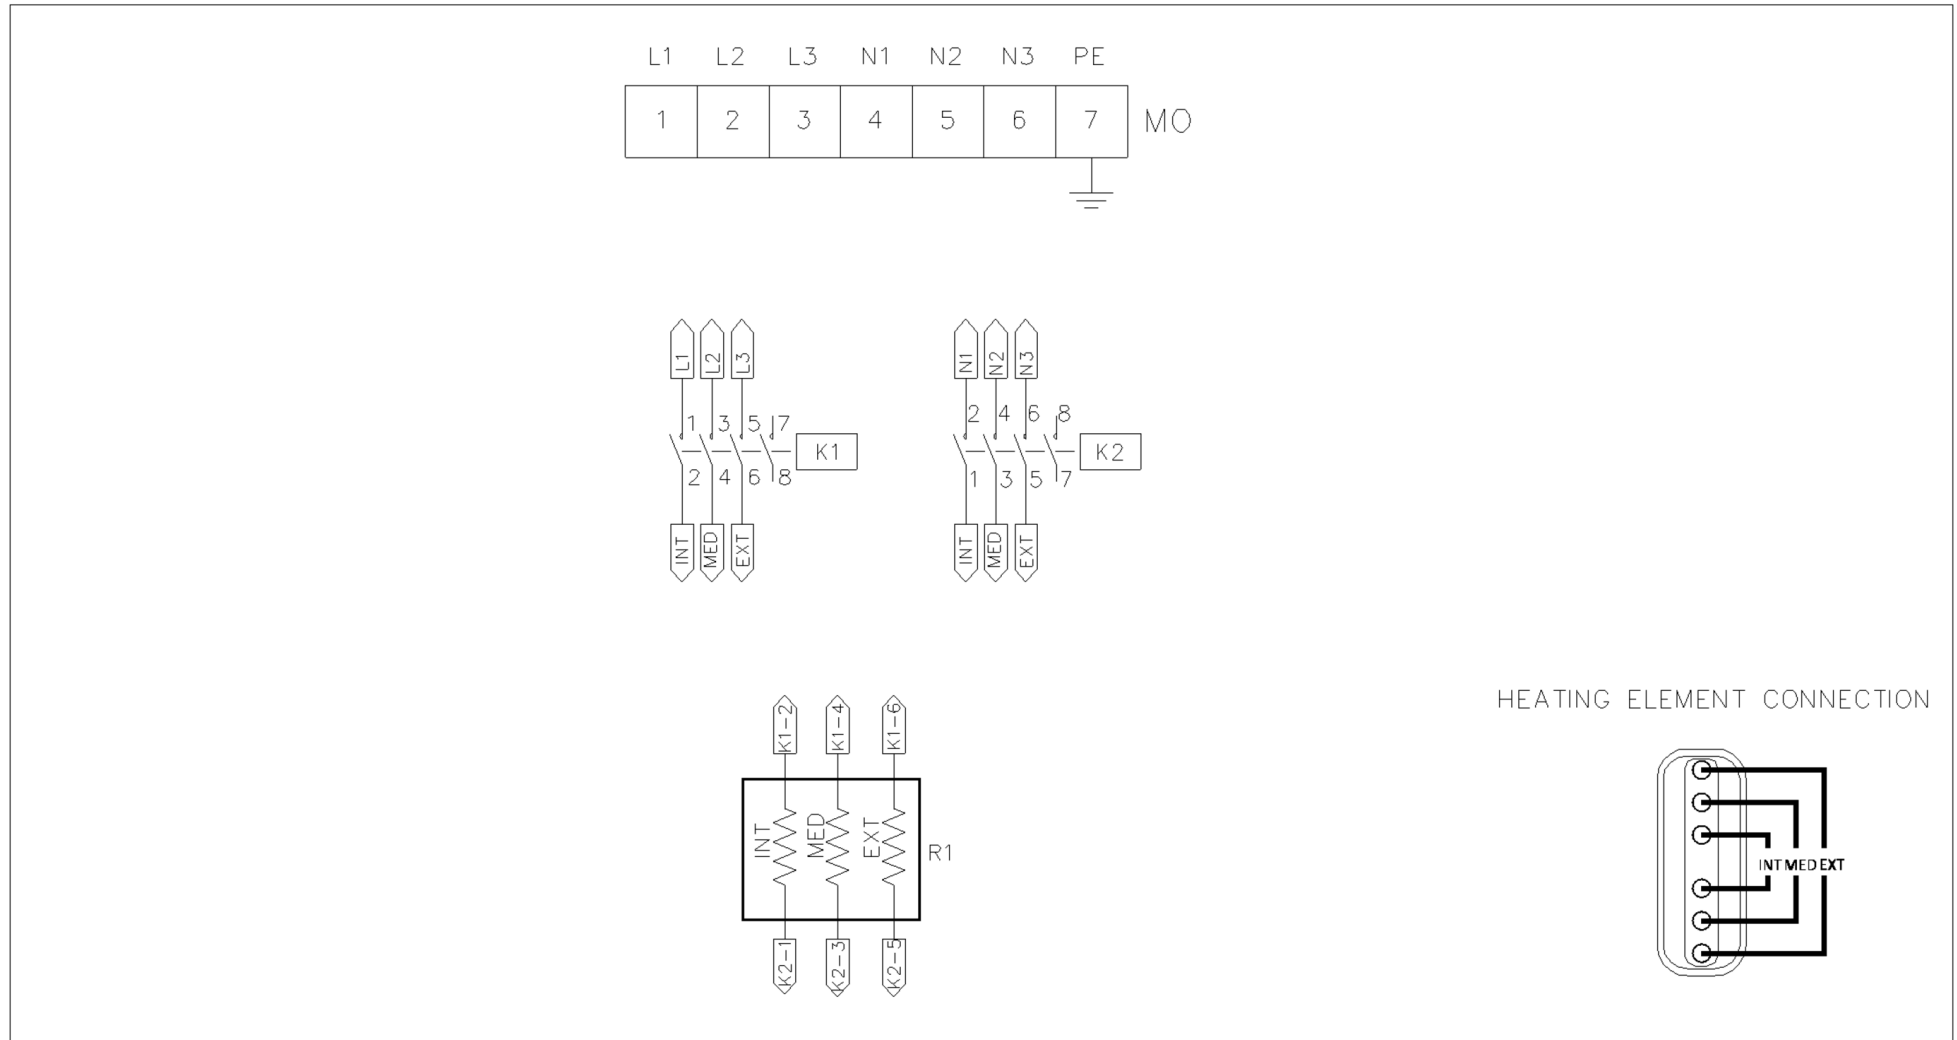 L1 L2 L3 N1 N2 N3 PE
1 2 3 4 5 6 7 MO
L1 L2 L3 N1 N2 N3
1 3 5 7 2 4 6 8
K1 K2
2 4 6 8 1 3 5 7
INT MED EXT INT MED EXT
HEATING ELEMENT CONNECTION
K1-2 K1-4 K1-6
INT MED EXT R1
INT MED EXT
K2-1 K2-3 K2-5